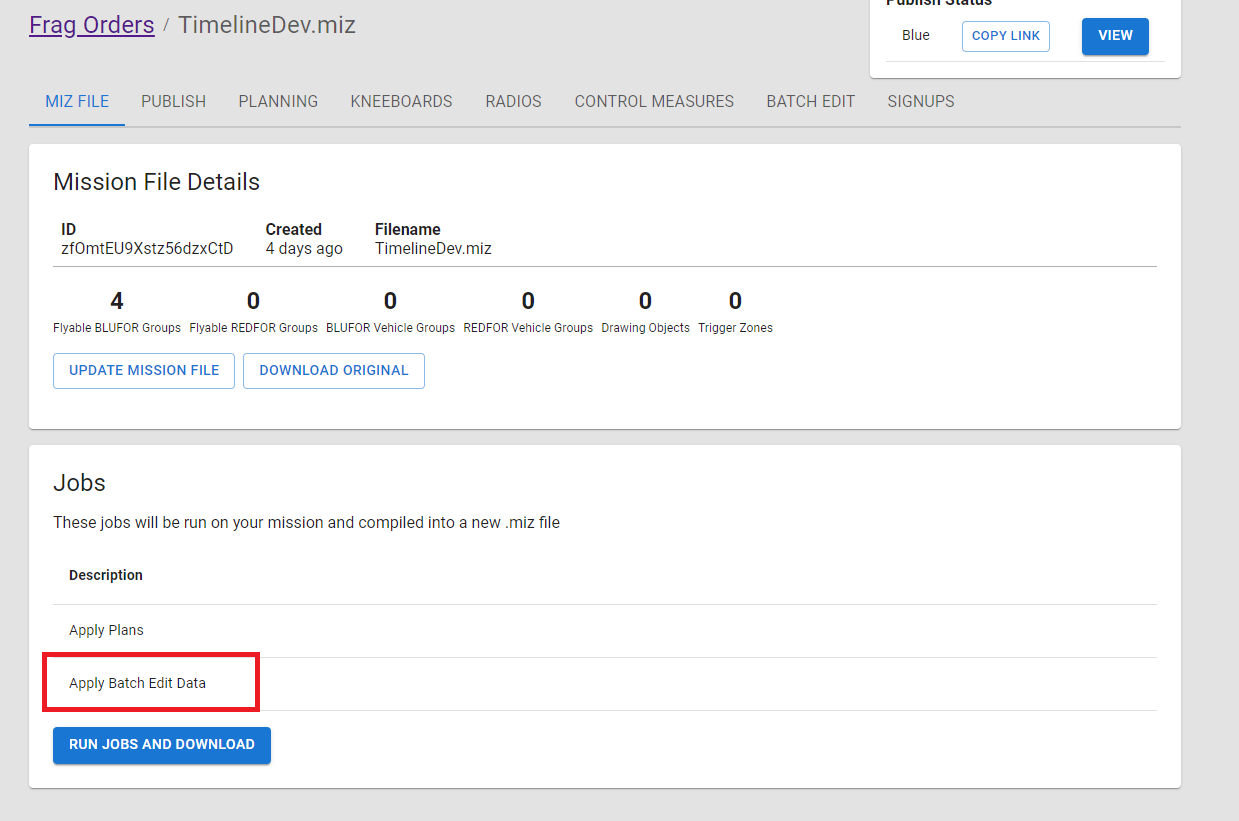 Publish Status
Frag Orders / TimelineDev.miz
Blue COPY LINK VIEW
MIZ FILE PUBLISH PLANNING KNEEBOARDS RADIOS CONTROL MEASURES BATCH EDIT SIGNUPS
Mission File Details
ID Created Filename
zfOmtEU9Xstz56dzxCtD 4 days ago TimelineDev.miz
4 0 0 0 0 0
Flyable BLUFOR Groups Flyable REDFOR Groups BLUFOR Vehicle Groups REDFOR Vehicle Groups Drawing Objects Trigger Zones
UPDATE MISSION FILE DOWNLOAD ORIGINAL
Jobs
These jobs will be run on your mission and compiled into a new .miz file
Description
Apply Plans
Apply Batch Edit Data
RUN JOBS AND DOWNLOAD